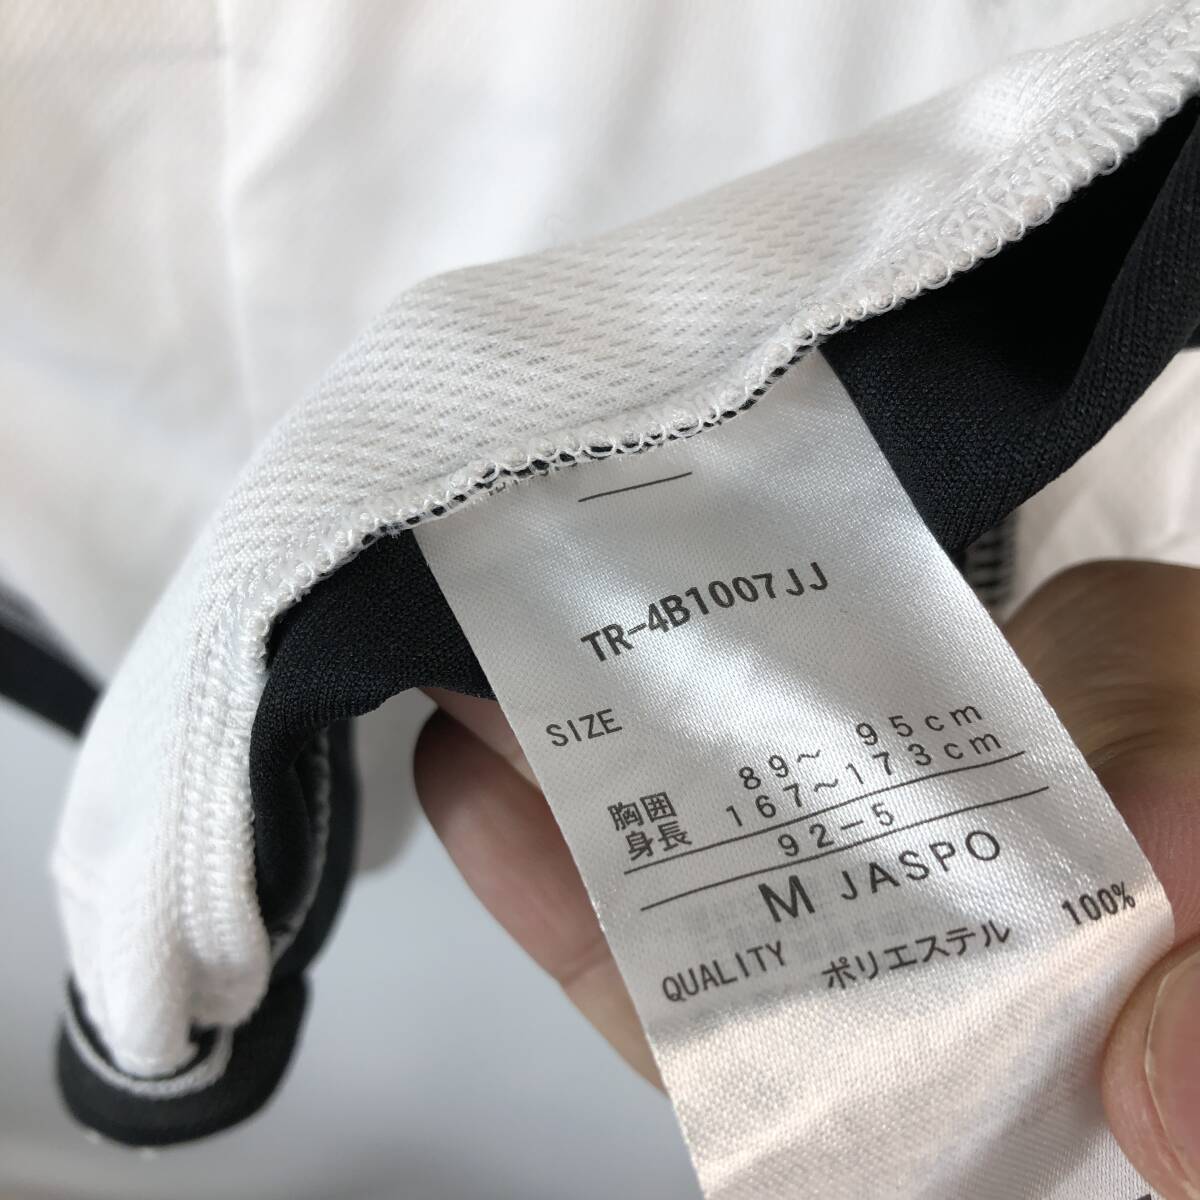 TR-4B1007JJ
SIZE
胸囲 89～ 95cm
身長 167～173cm
92-5
M JASPO
QUALITY
ポリエステル 100%